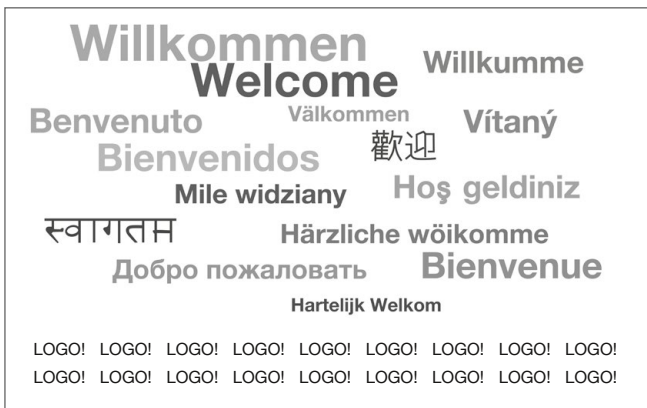 Willkommen
Welcome
Willkumme
Benvenuto
Välkommen
Vítaný
Bienvenidos
歡迎
Mile widziany
Hoş geldiniz
स्वागतम
Härzliche wöikomme
Добро пожаловать
Bienvenue
Hartelijk Welkom
LOGO! LOGO! LOGO! LOGO! LOGO! LOGO! LOGO! LOGO! LOGO!
LOGO! LOGO! LOGO! LOGO! LOGO! LOGO! LOGO! LOGO! LOGO!